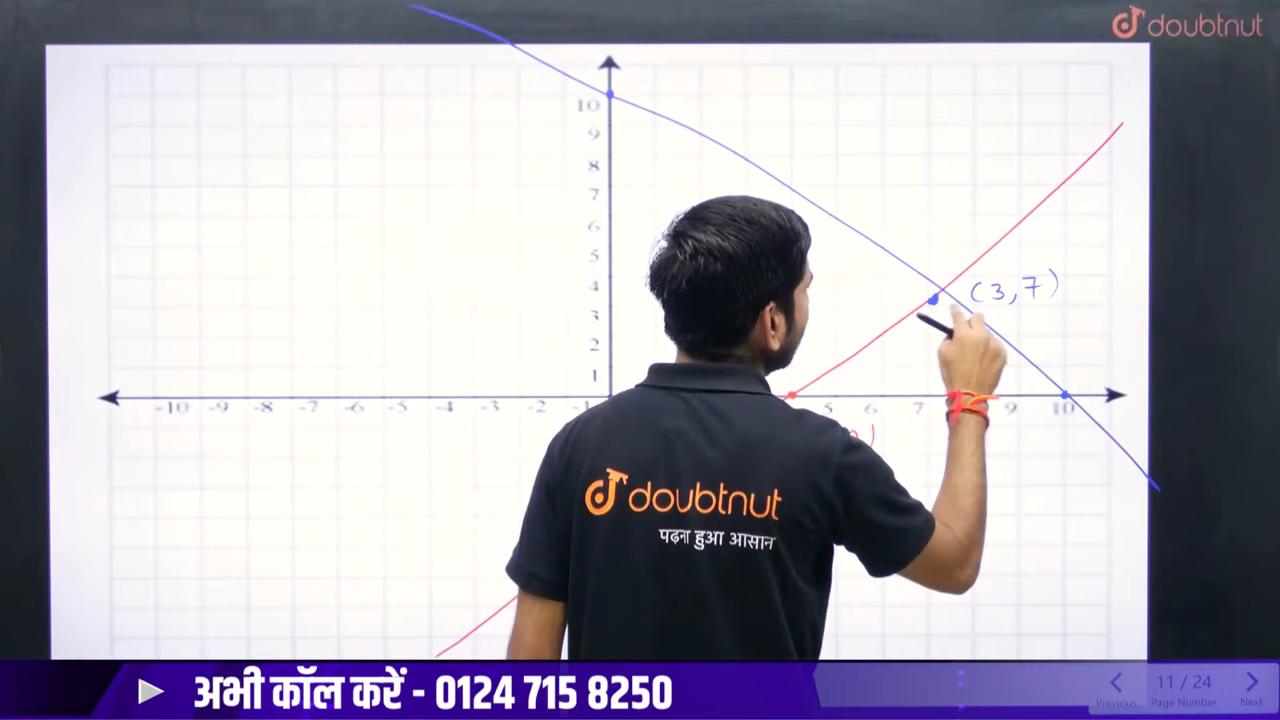 doubtnut
10
9
8
7
6
5
4
3
2
1
(3,7)
-10 -9 -8 -7 -6 -5 -4 -3 -2 -1 5 6 7 9 10
doubtnut
पढ़ना हुआ आसान
अभी कॉल करें - 0124 715 8250
11 / 24
Previous Page Number Next